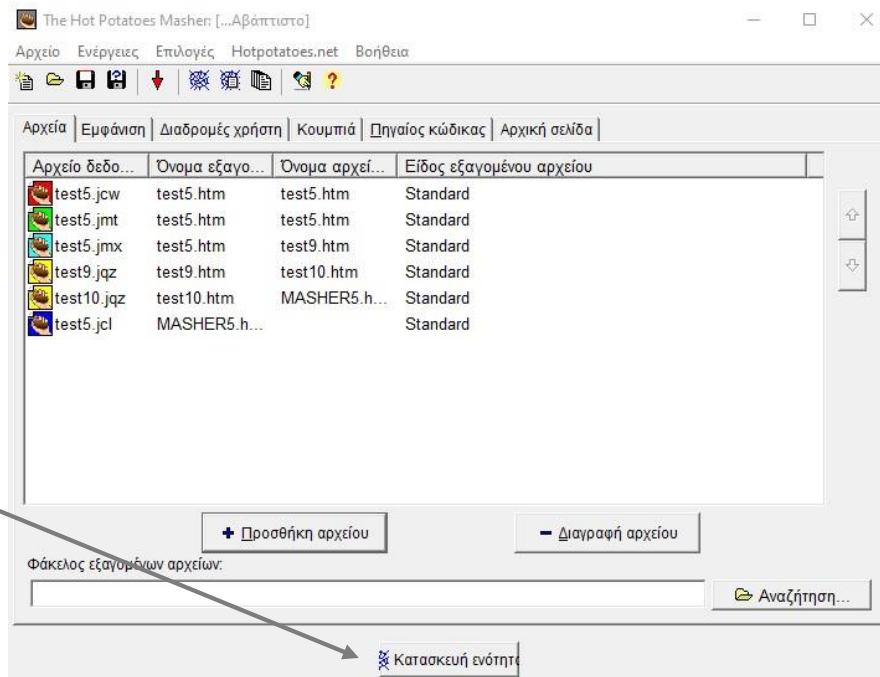 The Hot Potatoes Masher: [...Αβάπτιστο]
Αρχείο Ενέργειες Επιλογές Hotpotatoes.net Βοήθεια
Αρχεία Εμφάνιση Διαδρομές χρήστη Κουμπιά Πηγαίος κώδικας Αρχική σελίδα
Αρχείο δεδο... Όνομα εξαγο... Όνομα αρχεί... Είδος εξαγομένου αρχείου
test5.jcw test5.htm test5.htm Standard
test5.jmt test5.htm test5.htm Standard
test5.jmx test5.htm test9.htm Standard
test9.jqz test9.htm test10.htm Standard
test10.jqz test10.htm MASHER5.h... Standard
test5.jcl MASHER5.h... Standard
+ Προσθήκη αρχείου − Διαγραφή αρχείου
Φάκελος εξαγομένων αρχείων:
Αναζήτηση...
Κατασκευή ενότητα